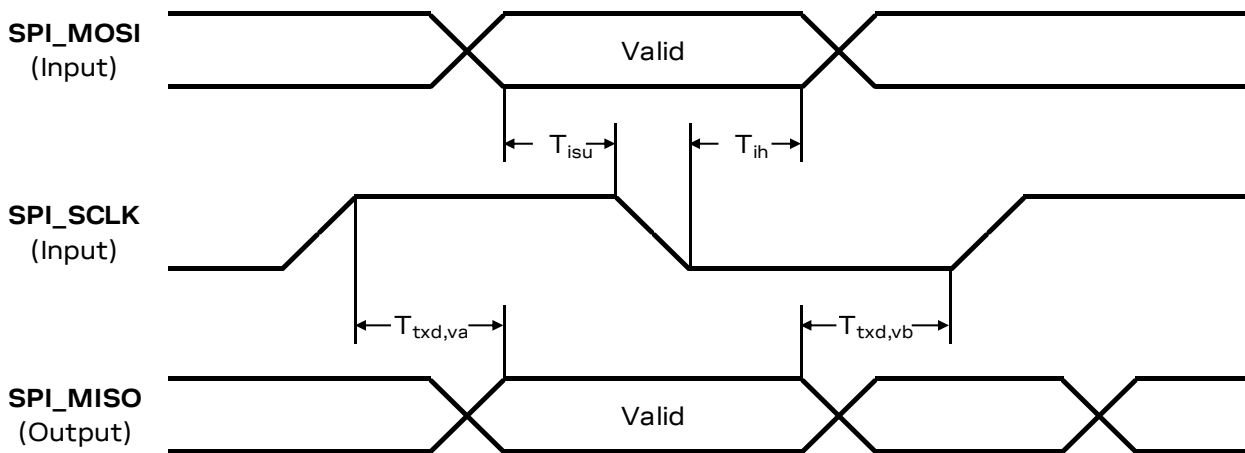 SPI_MOSI
(Input)
Valid
T_isu
T_ih
SPI_SCLK
(Input)
T_txd,va
T_txd,vb
SPI_MISO
(Output)
Valid